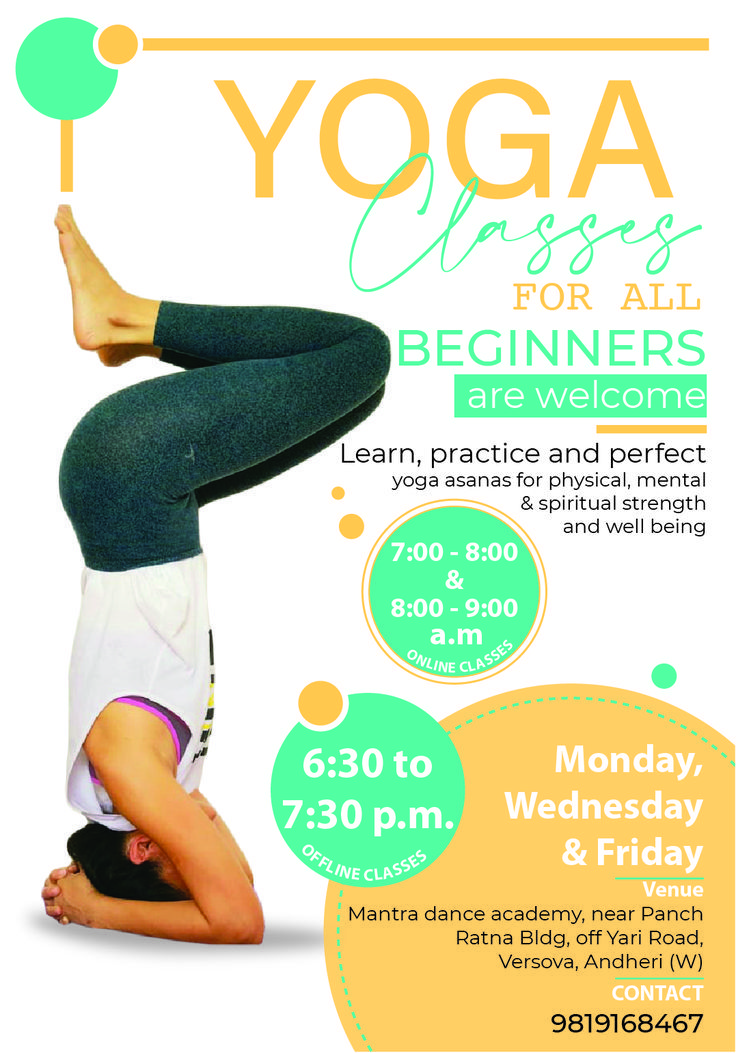 YOGA
Classes
FOR ALL
BEGINNERS
are welcome
Learn, practice and perfect
yoga asanas for physical, mental
& spiritual strength
and well being
7:00 - 8:00
&
8:00 - 9:00
a.m
ONLINE CLASSES
6:30 to
7:30 p.m.
OFFLINE CLASSES
Monday,
Wednesday
& Friday
Venue
Mantra dance academy, near Panch
Ratna Bldg, off Yari Road,
Versova, Andheri (W)
CONTACT
9819168467